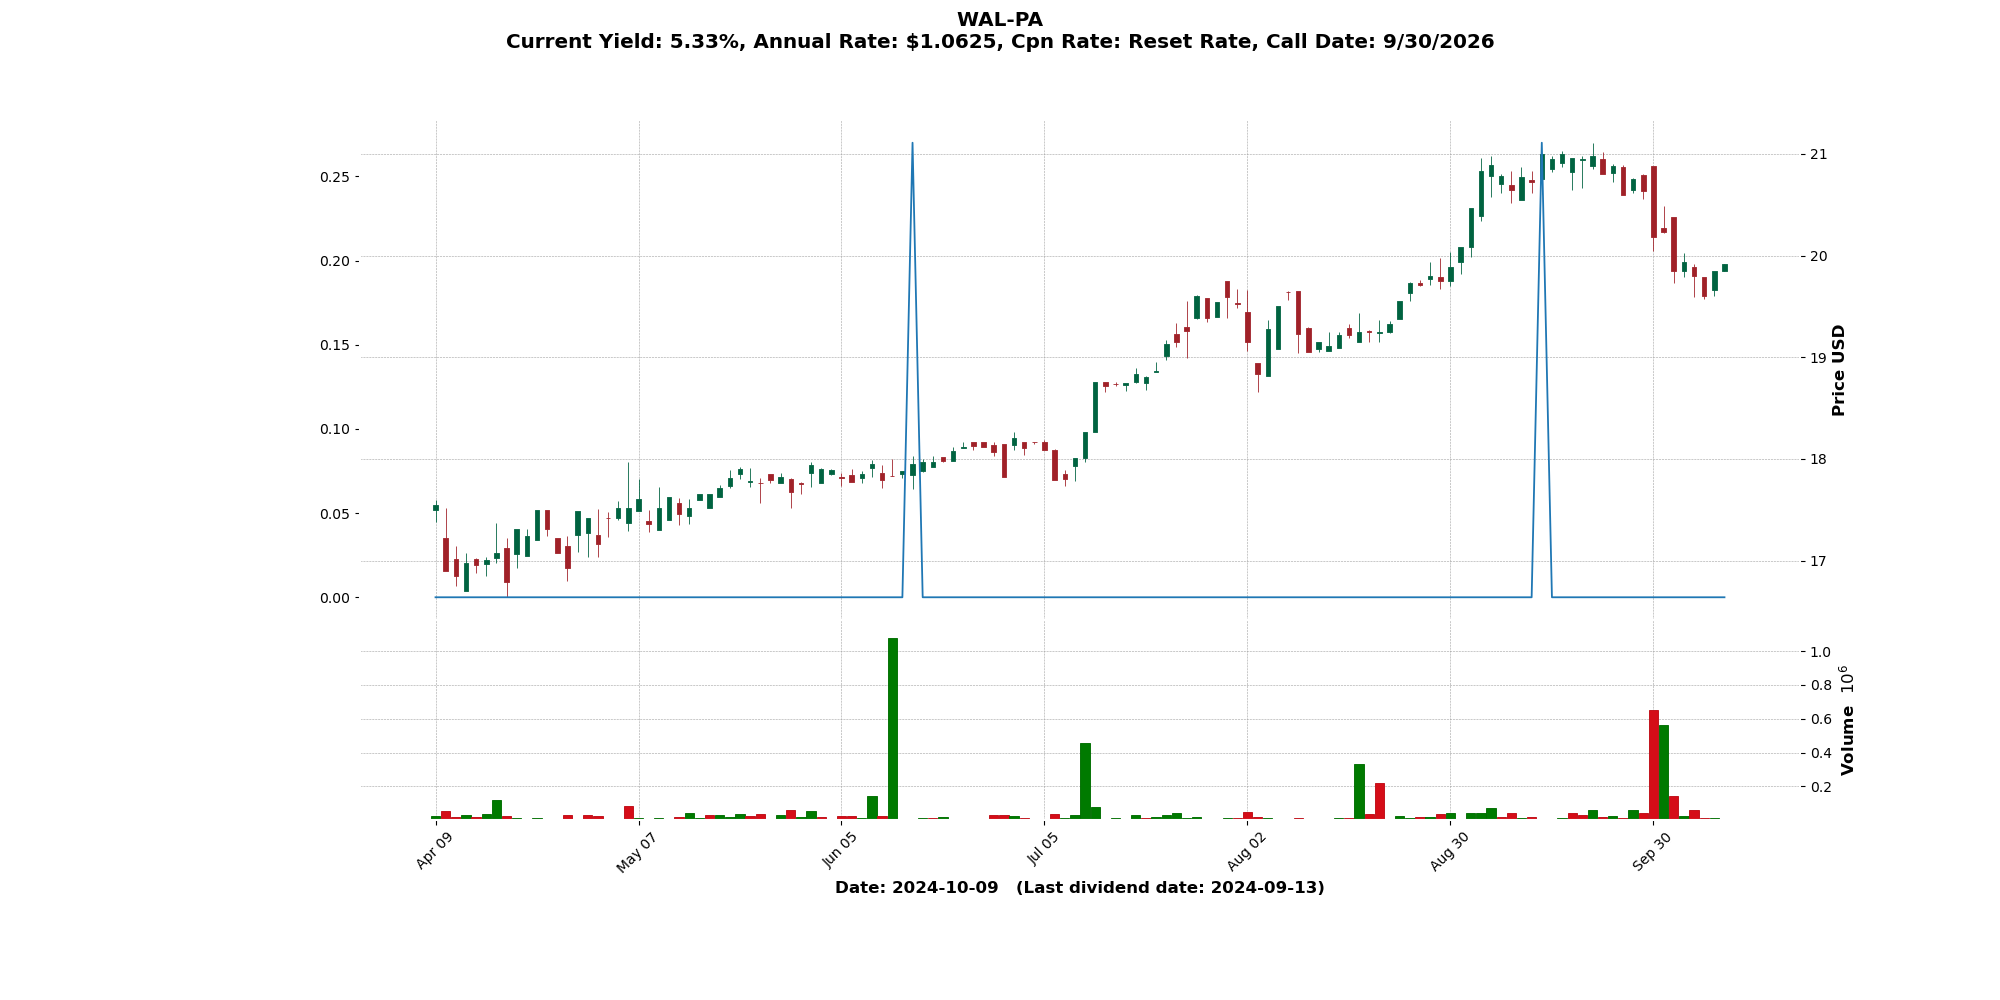 WAL-PA
Current Yield: 5.33%, Annual Rate: $1.0625, Cpn Rate: Reset Rate, Call Date: 9/30/2026
0.25
0.20
0.15
0.10
0.05
0.00
21
20
19
18
17
Price USD
1.0
0.8
0.6
0.4
0.2
Volume 10^6
Apr 09
May 07
Jun 05
Jul 05
Aug 02
Aug 30
Sep 30
Date: 2024-10-09 (Last dividend date: 2024-09-13)